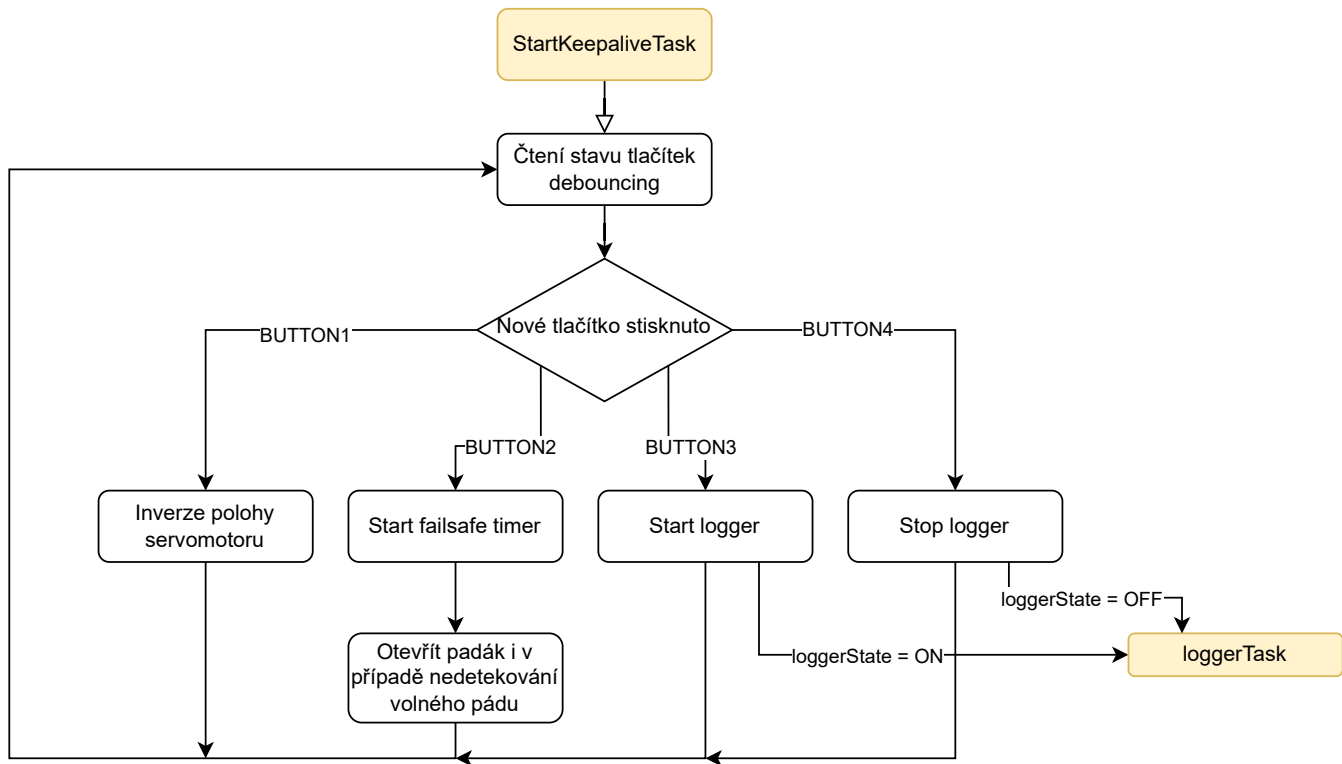 StartKeepaliveTask
Čtení stavu tlačítek
debouncing
Nové tlačítko stisknuto
BUTTON1
BUTTON4
BUTTON2
BUTTON3
Inverze polohy
servomotoru
Start failsafe timer
Start logger
Stop logger
loggerState = OFF
Otevřít padák i v
případě nedetekování
volného pádu
loggerState = ON
loggerTask